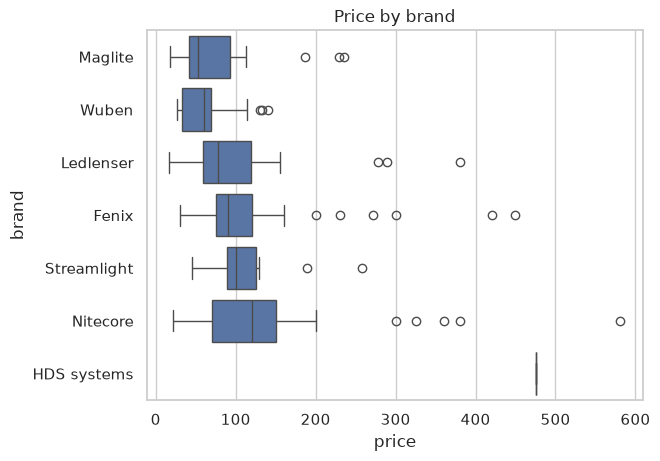 Price by brand
Maglite
Wuben
Ledlenser
Fenix
Streamlight
Nitecore
HDS systems
brand
0 100 200 300 400 500 600
price